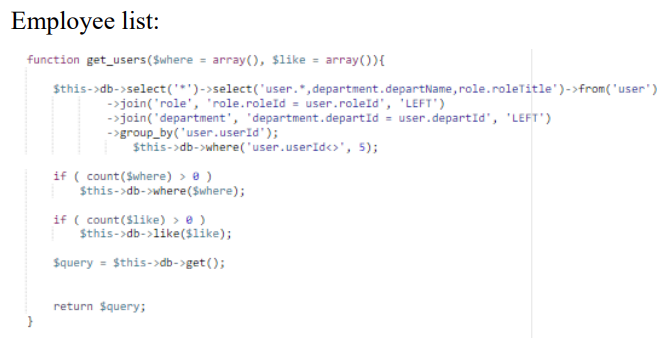 Employee list:
function get_users($where = array(), $like = array()){
$this->db->select('*')->select('user.*,department.departName,role.roleTitle')->from('user')
->join('role', 'role.roleId = user.roleId', 'LEFT')
->join('department', 'department.departId = user.departId', 'LEFT')
->group_by('user.userId');
$this->db->where('user.userId<>', 5);
if ( count($where) > 0 )
$this->db->where($where);
if ( count($like) > 0 )
$this->db->like($like);
$query = $this->db->get();
return $query;
}